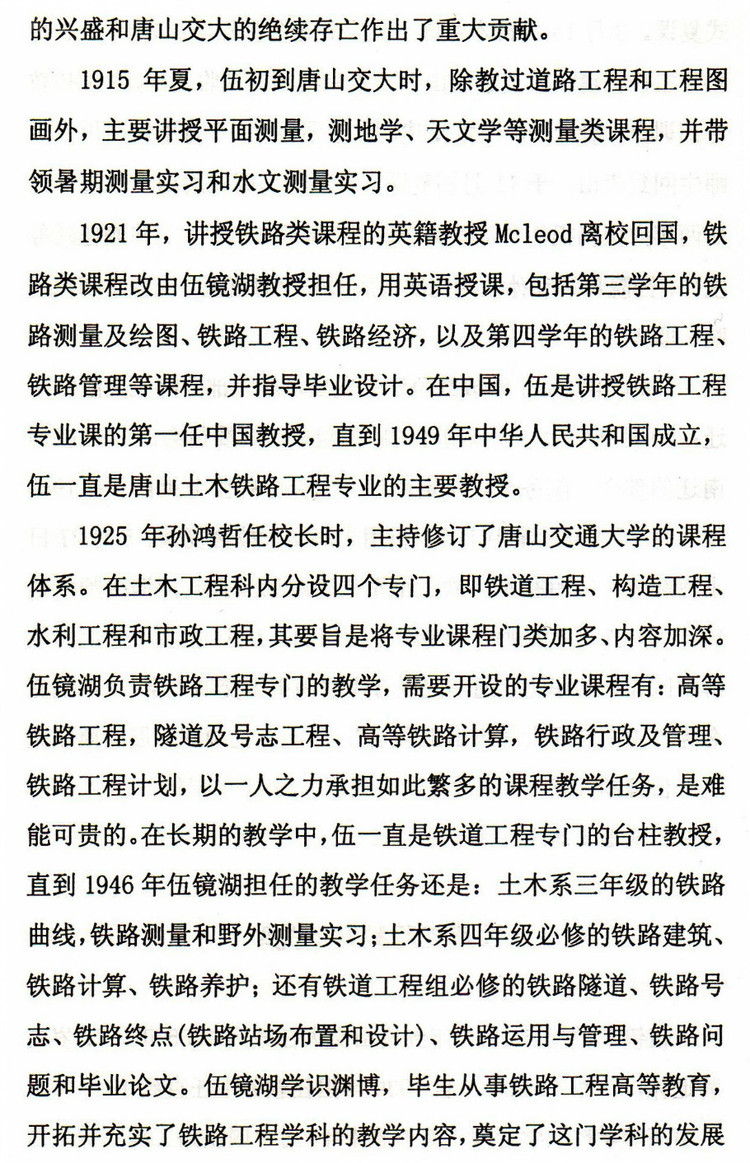 的兴盛和唐山交大的绝续存亡作出了重大贡献。
1915 年夏，伍初到唐山交大时，除教过道路工程和工程图
画外，主要讲授平面测量，测地学、天文学等测量类课程，并带
领暑期测量实习和水文测量实习。
1921 年，讲授铁路类课程的英籍教授 Mcleod 离校回国，铁
路类课程改由伍镜湖教授担任，用英语授课，包括第三学年的铁
路测量及绘图、铁路工程、铁路经济，以及第四学年的铁路工程、
铁路管理等课程，并指导毕业设计。在中国，伍是讲授铁路工程
专业课的第一任中国教授，直到 1949 年中华人民共和国成立，
伍一直是唐山土木铁路工程专业的主要教授。
1925 年孙鸿哲任校长时，主持修订了唐山交通大学的课程
体系。在土木工程科内分设四个专门，即铁道工程、构造工程、
水利工程和市政工程，其要旨是将专业课程门类加多、内容加深。
伍镜湖负责铁路工程专门的教学，需要开设的专业课程有：高等
铁路工程，隧道及号志工程、高等铁路计算，铁路行政及管理、
铁路工程计划，以一人之力承担如此繁多的课程教学任务，是难
能可贵的。在长期的教学中，伍一直是铁道工程专门的台柱教授，
直到 1946 年伍镜湖担任的教学任务还是：土木系三年级的铁路
曲线，铁路测量和野外测量实习；土木系四年级必修的铁路建筑、
铁路计算、铁路养护；还有铁道工程组必修的铁路隧道、铁路号
志、铁路终点(铁路站场布置和设计)、铁路运用与管理、铁路问
题和毕业论文。伍镜湖学识渊博，毕生从事铁路工程高等教育，
开拓并充实了铁路工程学科的教学内容，奠定了这门学科的发展